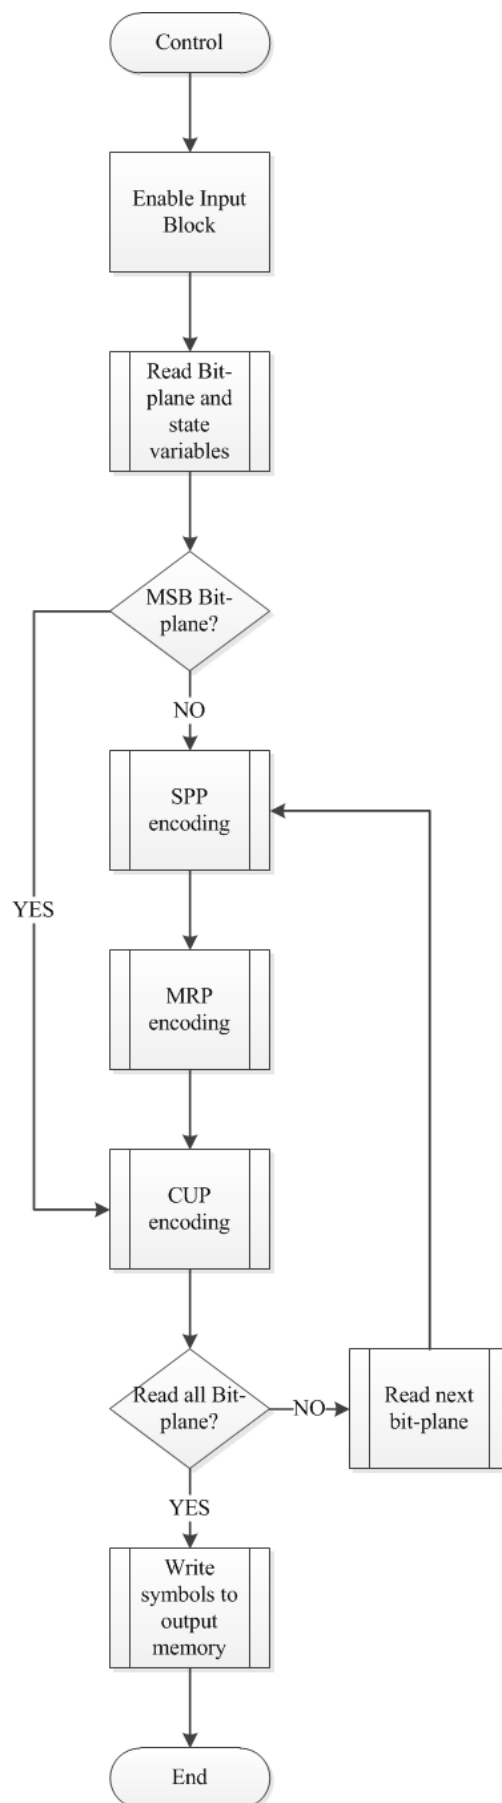 Control
Enable Input
Block
Read Bit-
plane and
state
variables
MSB Bit-
plane?
NO
SPP
encoding
YES
MRP
encoding
CUP
encoding
Read all Bit-
plane?
NO
Read next
bit-plane
YES
Write
symbols to
output
memory
End